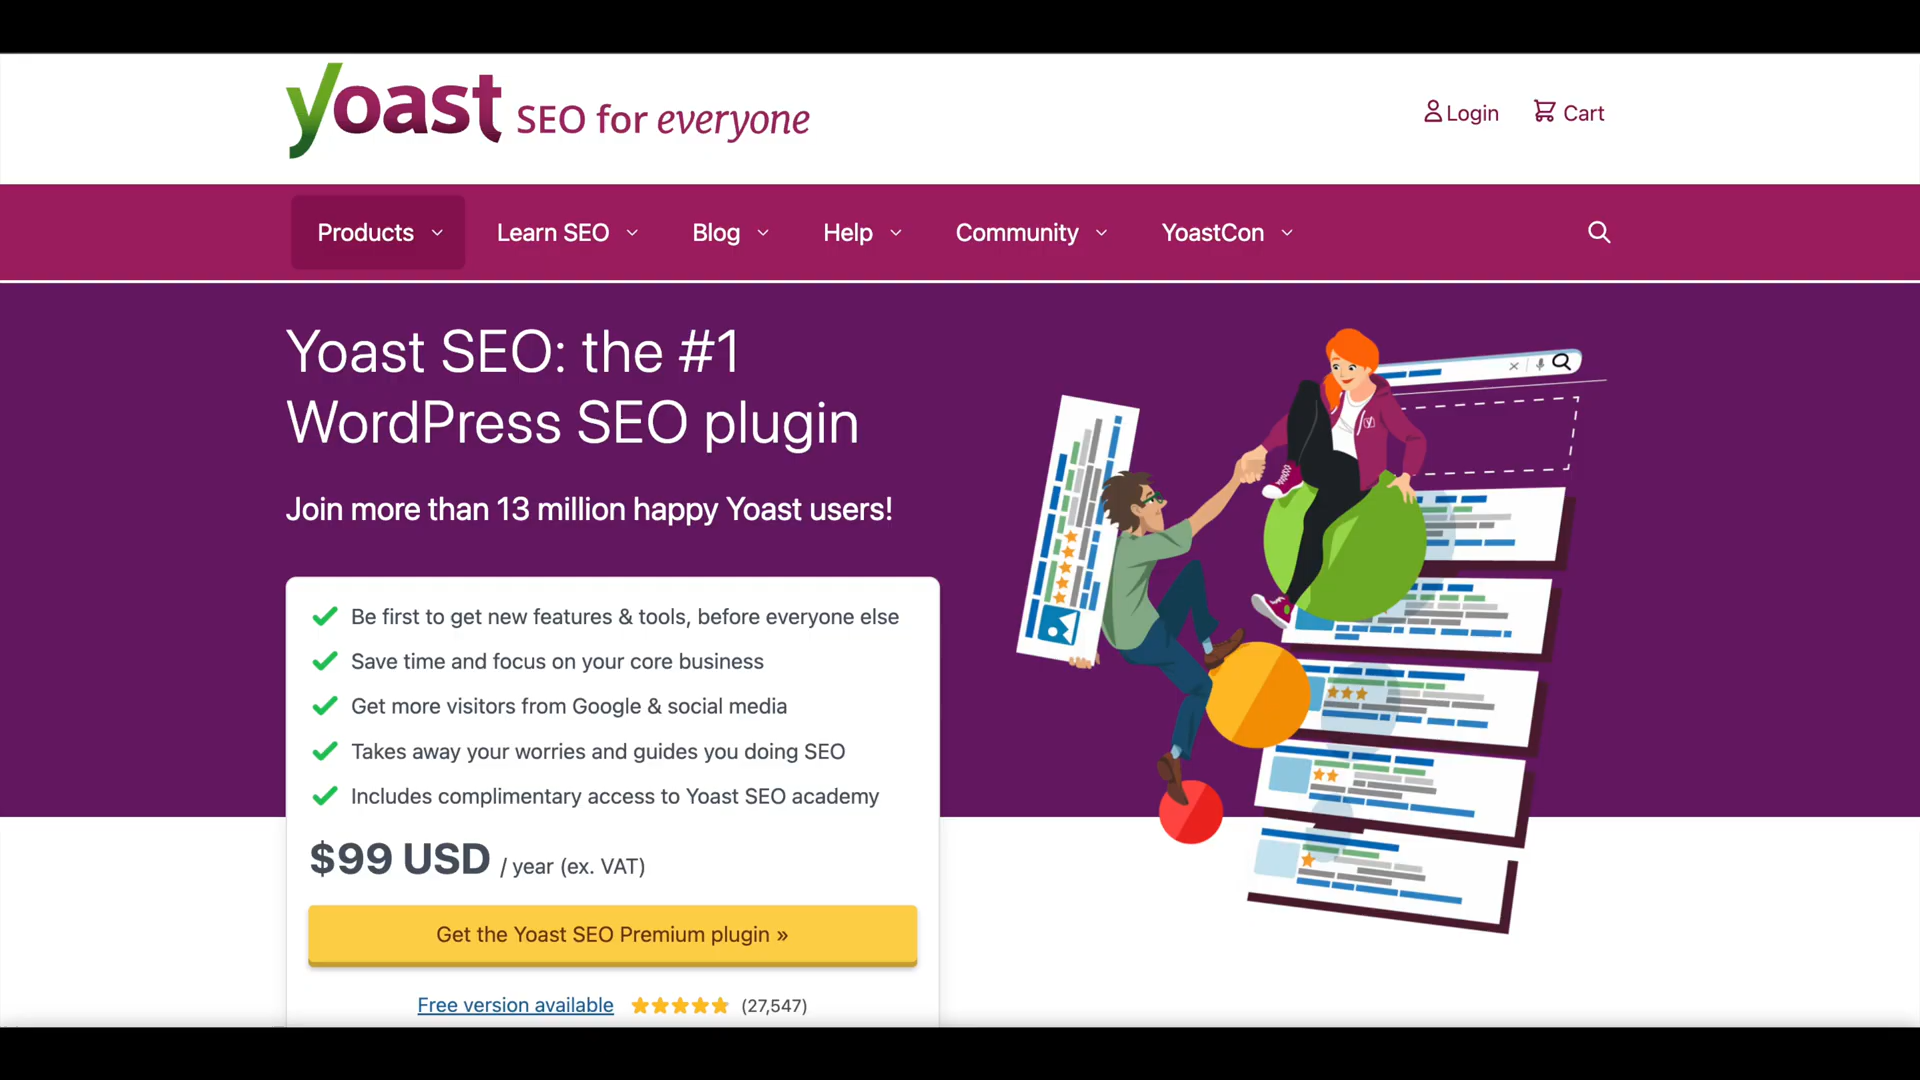 yoast SEO for everyone
Login
Cart
Products
Learn SEO
Blog
Help
Community
YoastCon
Yoast SEO: the #1
WordPress SEO plugin
Join more than 13 million happy Yoast users!
Be first to get new features & tools, before everyone else
Save time and focus on your core business
Get more visitors from Google & social media
Takes away your worries and guides you doing SEO
Includes complimentary access to Yoast SEO academy
$99 USD / year (ex. VAT)
Get the Yoast SEO Premium plugin »
Free version available (27,547)